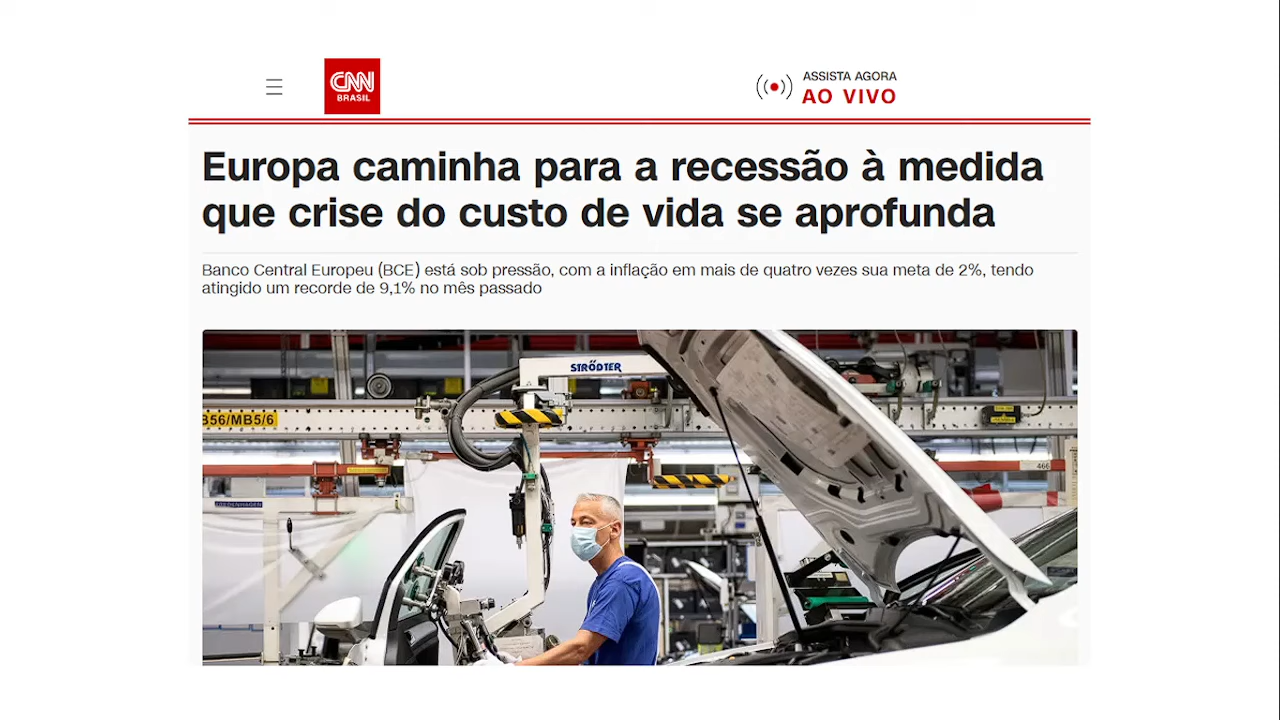 CNN
BRASIL
ASSISTA AGORA
AO VIVO
Europa caminha para a recessão à medida
que crise do custo de vida se aprofunda
Banco Central Europeu (BCE) está sob pressão, com a inflação em mais de quatro vezes sua meta de 2%, tendo
atingido um recorde de 9,1% no mês passado
STRÖDTER
B56/MB5/6
466